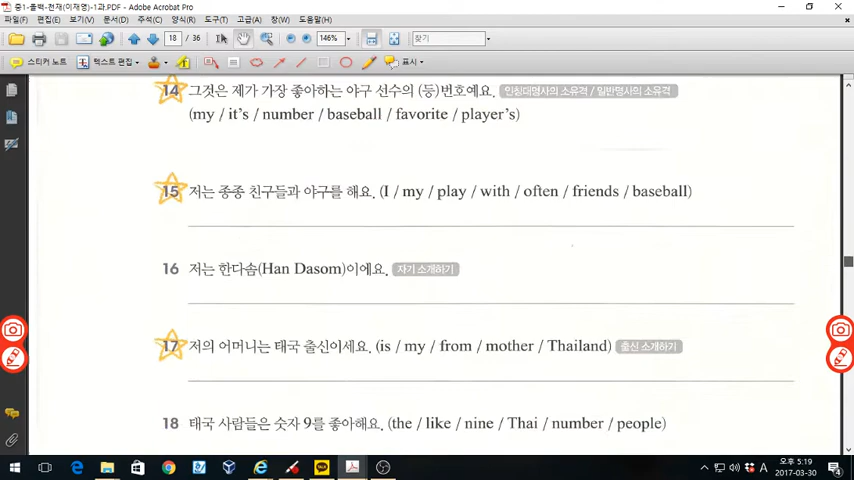 중1-올백-천재(이재영)-1과.PDF - Adobe Acrobat Pro
파일(F) 편집(E) 보기(V) 문서(D) 주석(C) 양식(R) 도구(T) 고급(A) 창(W) 도움말(H)
18 / 36 146% 찾기
스티커 노트 텍스트 편집 표시
14 그것은 제가 가장 좋아하는 야구 선수의 (등)번호예요. 인칭대명사의 소유격 / 일반명사의 소유격
(my / it's / number / baseball / favorite / player's)
15 저는 종종 친구들과 야구를 해요. (I / my / play / with / often / friends / baseball)
16 저는 한다솜(Han Dasom)이에요. 자기 소개하기
17 저의 어머니는 태국 출신이세요. (is / my / from / mother / Thailand) 출신 소개하기
18 태국 사람들은 숫자 9를 좋아해요. (the / like / nine / Thai / number / people)
A 오후 5:19
2017-03-30
4